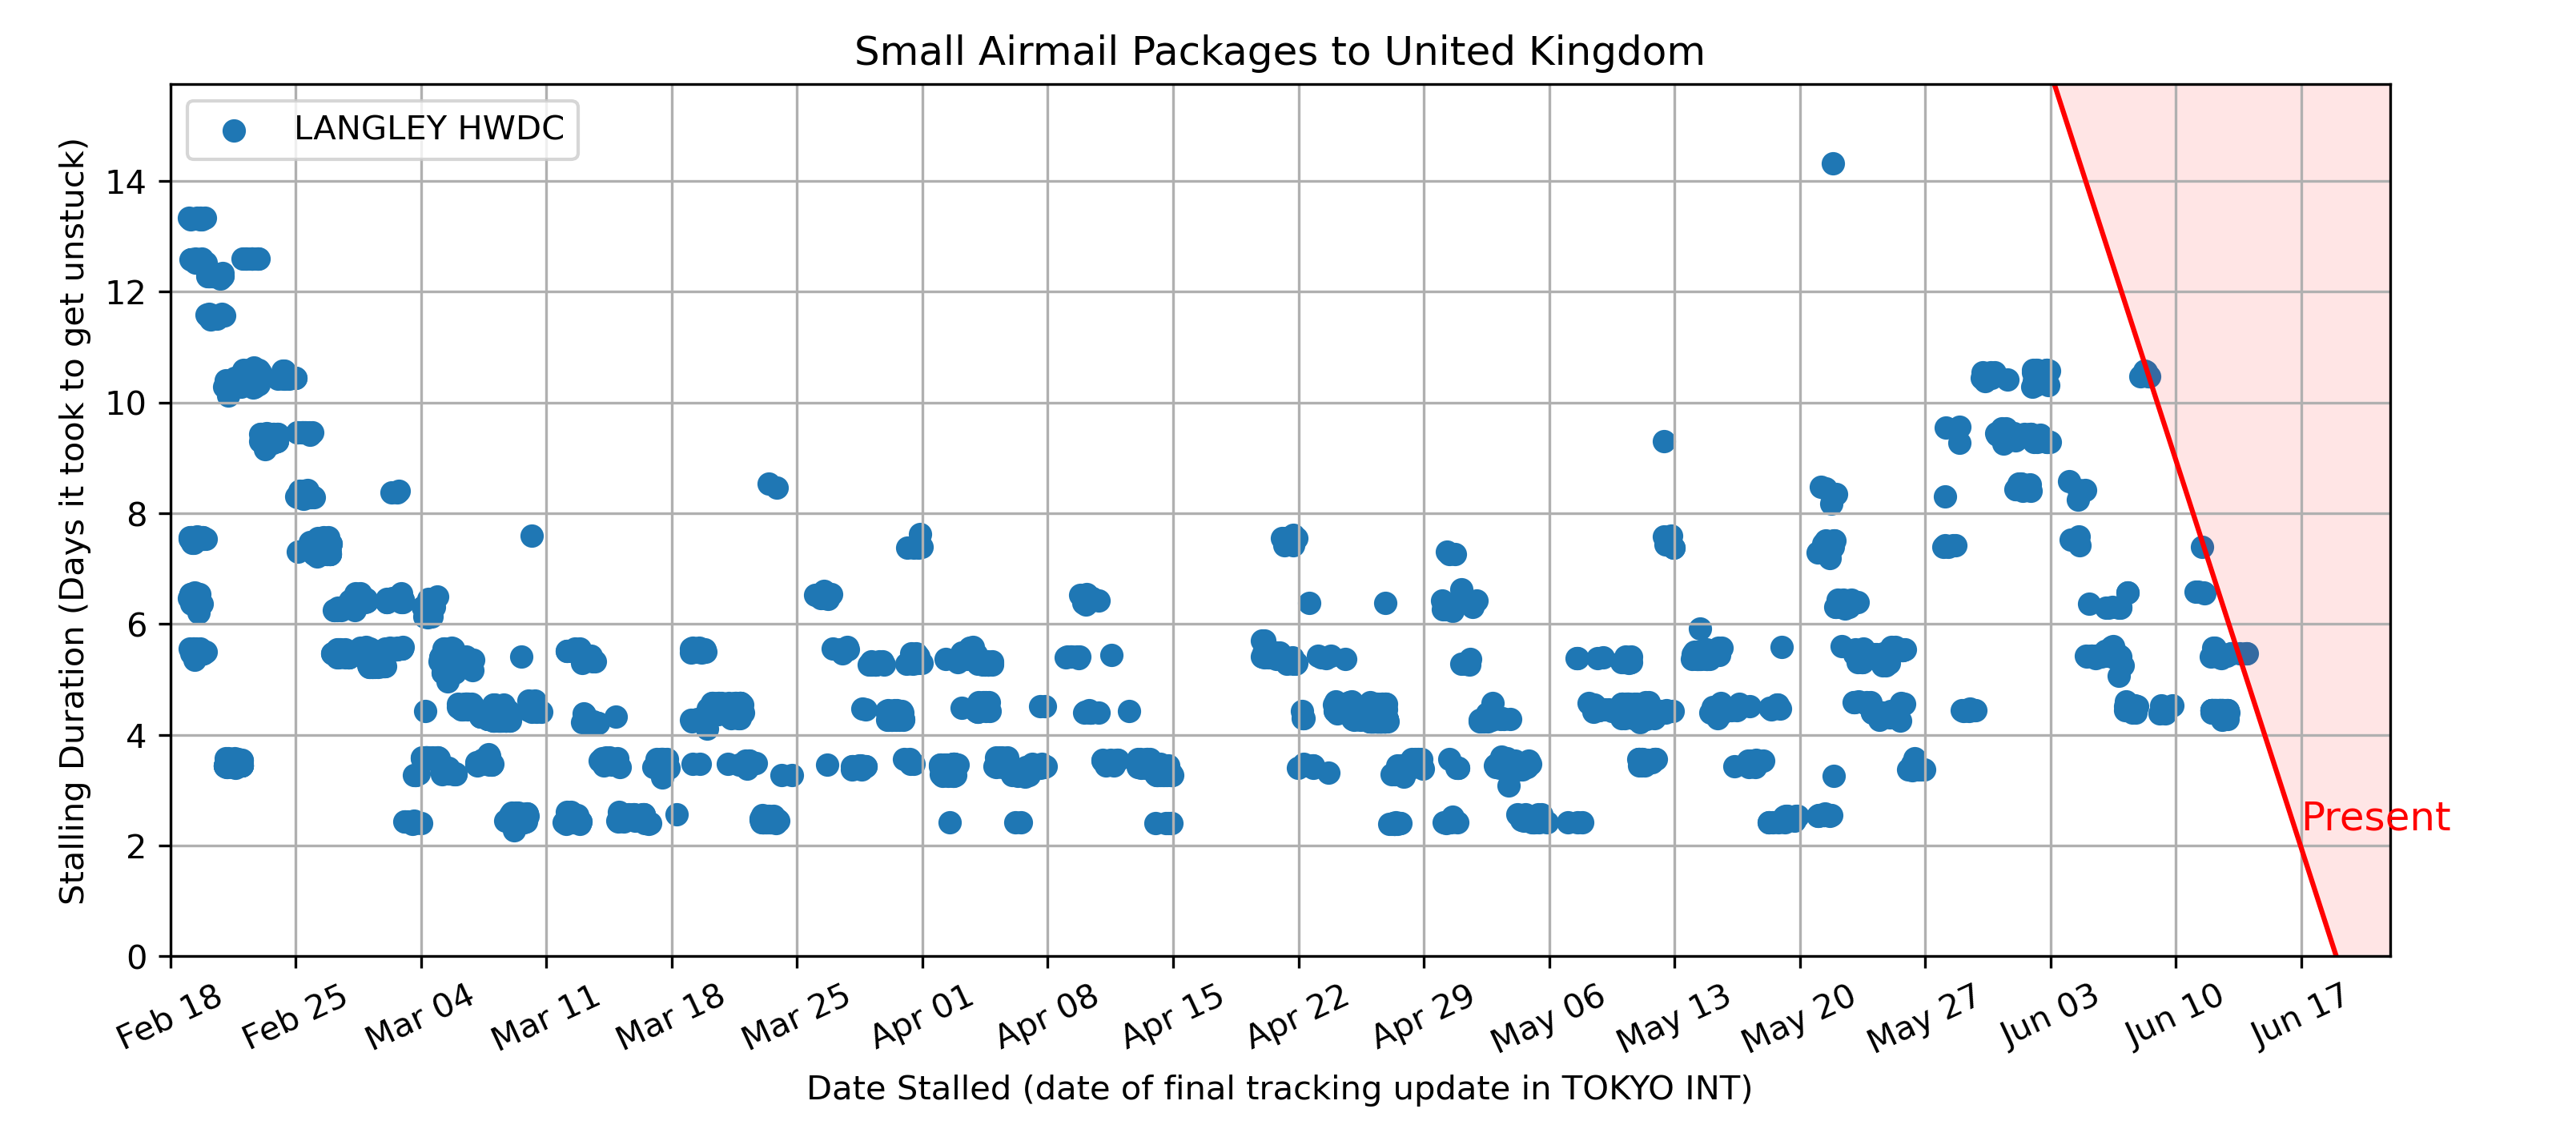 Small Airmail Packages to United Kingdom
LANGLEY HWDC
Stalling Duration (Days it took to get unstuck)
14
12
10
8
6
4
2
0
Present
Feb 18
Feb 25
Mar 04
Mar 11
Mar 18
Mar 25
Apr 01
Apr 08
Apr 15
Apr 22
Apr 29
May 06
May 13
May 20
May 27
Jun 03
Jun 10
Jun 17
Date Stalled (date of final tracking update in TOKYO INT)